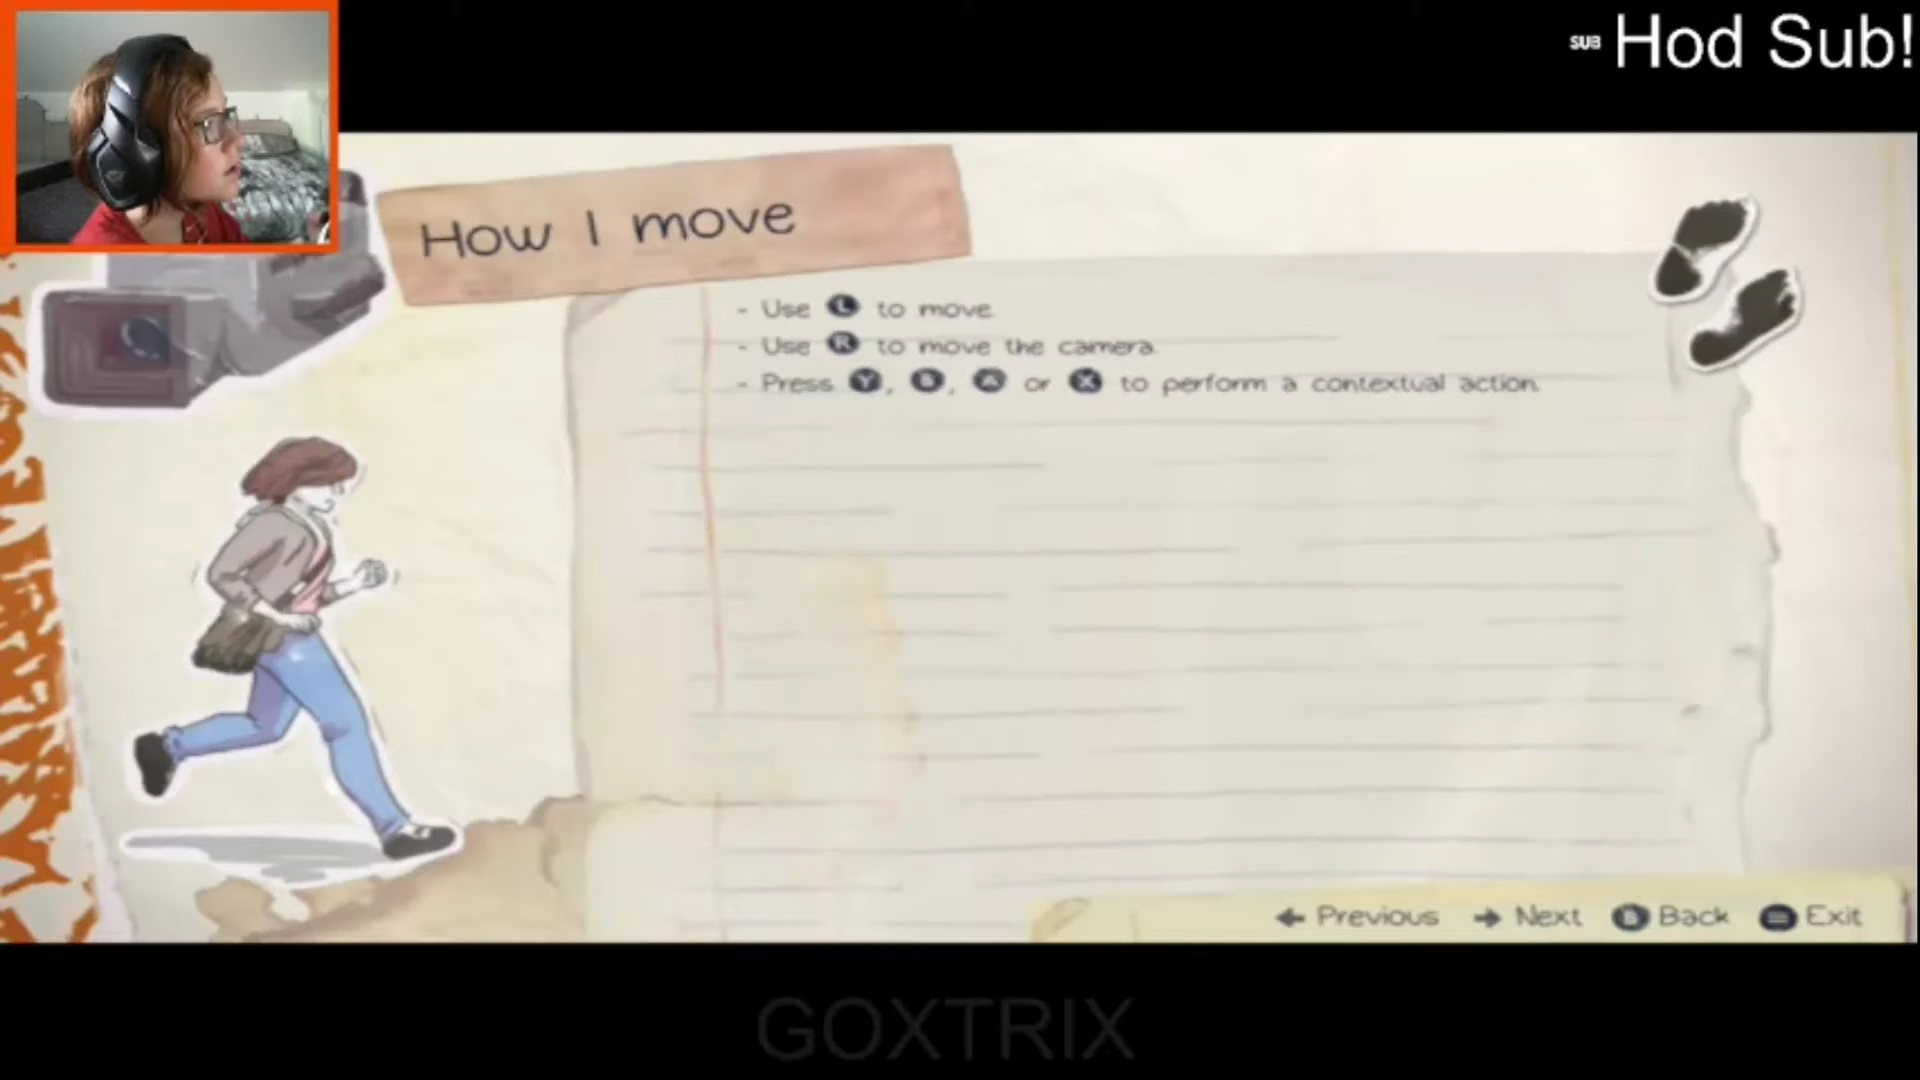 SUB Hod Sub!
How I move
- Use L to move.
- Use R to move the camera.
- Press Y, B, A or X to perform a contextual action.
← Previous → Next B Back ≡ Exit
GOXTRIX